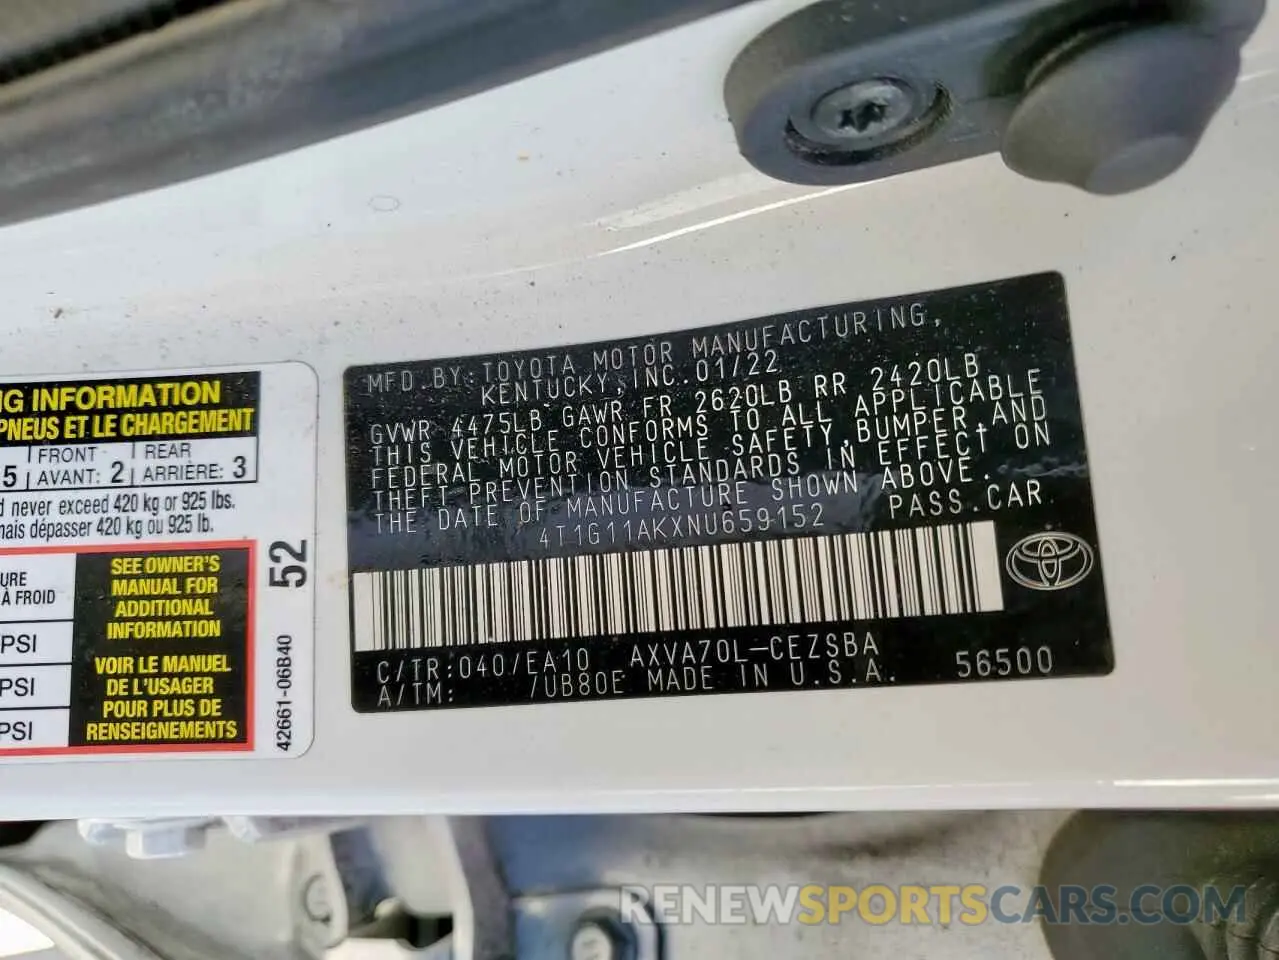 NG INFORMATION
PNEUS ET LE CHARGEMENT
5 FRONT AVANT: 2 REAR ARRIÈRE: 3
never exceed 420 kg or 925 lbs.
mais dépasser 420 kg ou 925 lb.
URE
À FROID
PSI
PSI
PSI
SEE OWNER'S
MANUAL FOR
ADDITIONAL
INFORMATION
VOIR LE MANUEL
DE L'USAGER
POUR PLUS DE
RENSEIGNEMENTS
52
42661-06B40
MFD.BY:TOYOTA MOTOR MANUFACTURING,
KENTUCKY,INC.01/22
GVWR 4475LB GAWR FR 2620LB RR 2420LB
THIS VEHICLE CONFORMS TO ALL APPLICABLE
FEDERAL MOTOR VEHICLE SAFETY,BUMPER,AND
THEFT PREVENTION STANDARDS IN EFFECT ON
THE DATE OF MANUFACTURE SHOWN ABOVE.
4T1G11AKXNU659152 PASS.CAR
C/TR:040/EA10 AXVA70L-CEZSBA
A/TM: /UB80E MADE IN U.S.A. 56500
RENEWSPORTSCARS.COM